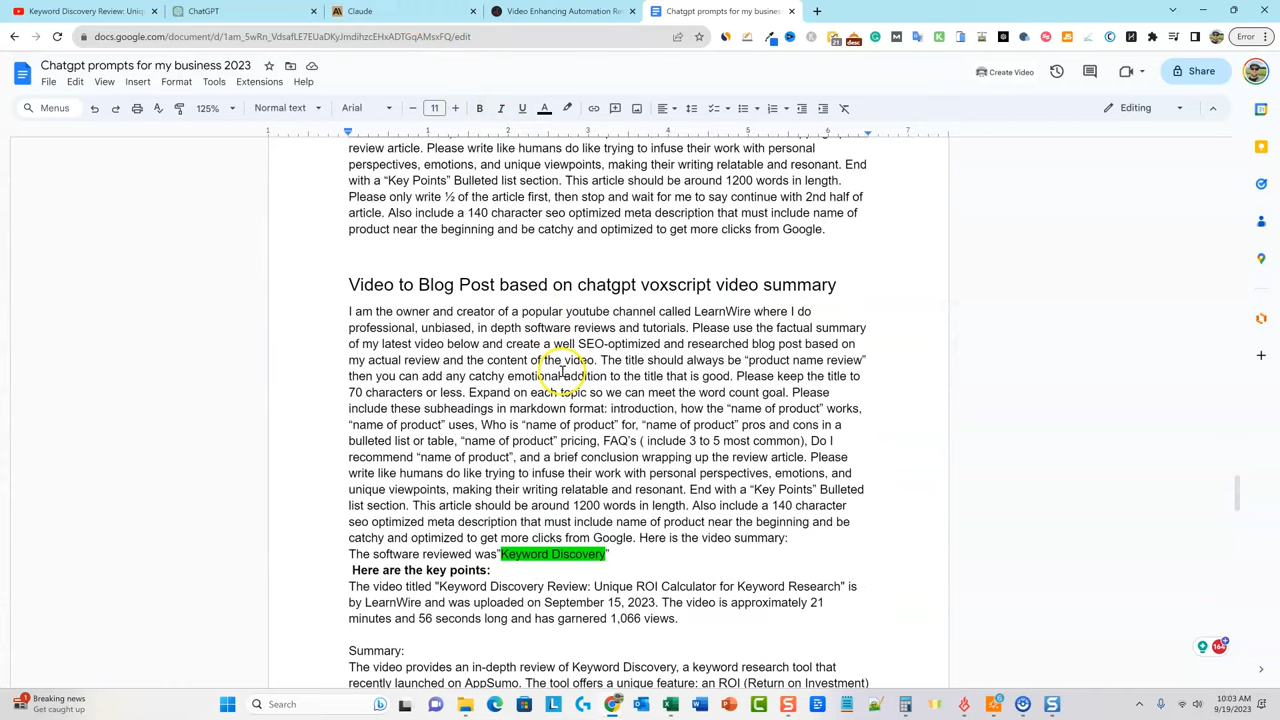 Keyword Discovery Review: Uniq
ChatGPT
Claude
Video Enhancing Automation Re
Chatgpt prompts for my busines
docs.google.com/document/d/1am_5wRn_VdsafLE7EUaDKyJmdihzcEHxADTGqAMsxFQ/edit
Error
Chatgpt prompts for my business 2023
File Edit View Insert Format Tools Extensions Help
Create Video
Share
Menus
125%
Normal text
Arial
11
Editing
1 1 2 3 4 5 6 7
review article. Please write like humans do like trying to infuse their work with personal
perspectives, emotions, and unique viewpoints, making their writing relatable and resonant. End
with a “Key Points” Bulleted list section. This article should be around 1200 words in length.
Please only write ½ of the article first, then stop and wait for me to say continue with 2nd half of
article. Also include a 140 character seo optimized meta description that must include name of
product near the beginning and be catchy and optimized to get more clicks from Google.
Video to Blog Post based on chatgpt voxscript video summary
I am the owner and creator of a popular youtube channel called LearnWire where I do
professional, unbiased, in depth software reviews and tutorials. Please use the factual summary
of my latest video below and create a well SEO-optimized and researched blog post based on
my actual review and the content of the video. The title should always be “product name review”
then you can add any catchy emotional addition to the title that is good. Please keep the title to
70 characters or less. Expand on each topic so we can meet the word count goal. Please
include these subheadings in markdown format: introduction, how the “name of product” works,
“name of product” uses, Who is “name of product” for, “name of product” pros and cons in a
bulleted list or table, “name of product” pricing, FAQ’s ( include 3 to 5 most common), Do I
recommend “name of product”, and a brief conclusion wrapping up the review article. Please
write like humans do like trying to infuse their work with personal perspectives, emotions, and
unique viewpoints, making their writing relatable and resonant. End with a “Key Points” Bulleted
list section. This article should be around 1200 words in length. Also include a 140 character
seo optimized meta description that must include name of product near the beginning and be
catchy and optimized to get more clicks from Google. Here is the video summary:
The software reviewed was”Keyword Discovery”
Here are the key points:
The video titled "Keyword Discovery Review: Unique ROI Calculator for Keyword Research" is
by LearnWire and was uploaded on September 15, 2023. The video is approximately 21
minutes and 56 seconds long and has garnered 1,066 views.
Summary:
The video provides an in-depth review of Keyword Discovery, a keyword research tool that
recently launched on AppSumo. The tool offers a unique feature: an ROI (Return on Investment)
164
Breaking news
Get caught up
Search
10:03 AM
9/19/2023